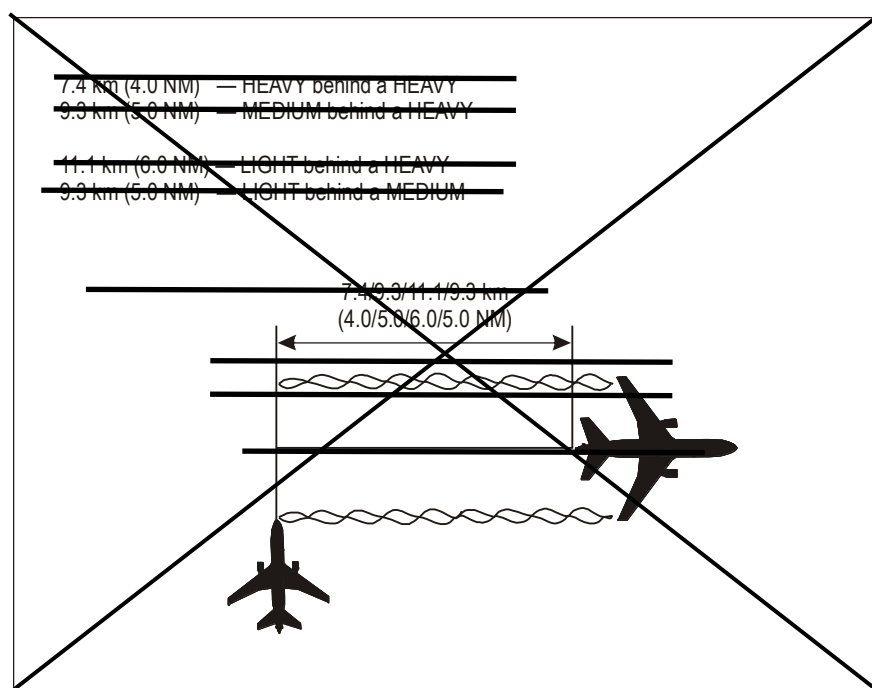 7.4 km (4.0 NM) — HEAVY behind a HEAVY
9.3 km (5.0 NM) — MEDIUM behind a HEAVY
11.1 km (6.0 NM) — LIGHT behind a HEAVY
9.3 km (5.0 NM) — LIGHT behind a MEDIUM
7.4/9.3/11.1/9.3 km
(4.0/5.0/6.0/5.0 NM)